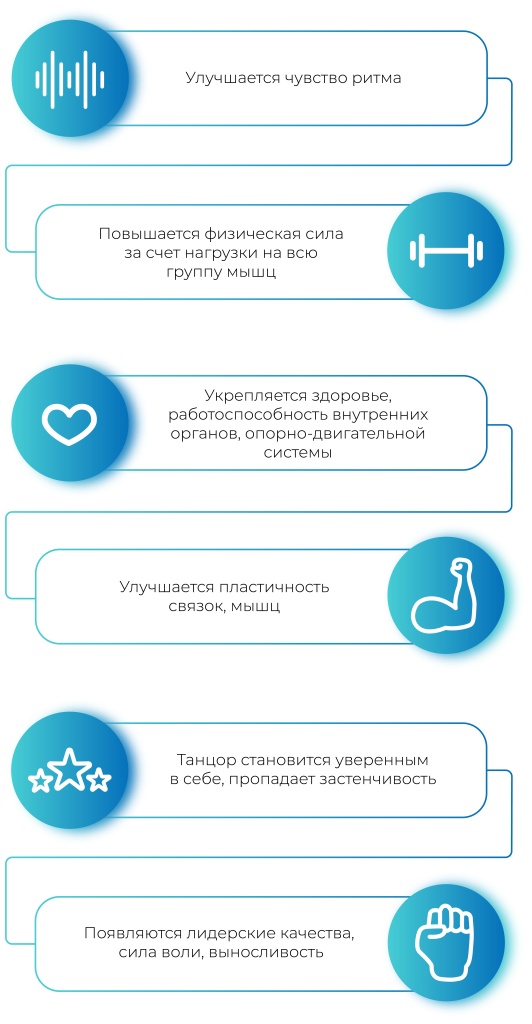 Улучшается чувство ритма
Повышается физическая сила
за счет нагрузки на всю
группу мышц
Укрепляется здоровье,
работоспособность внутренних
органов, опорно-двигательной
системы
Улучшается пластичность
связок, мышц
Танцор становится уверенным
в себе, пропадает застенчивость
Появляются лидерские качества,
сила воли, выносливость